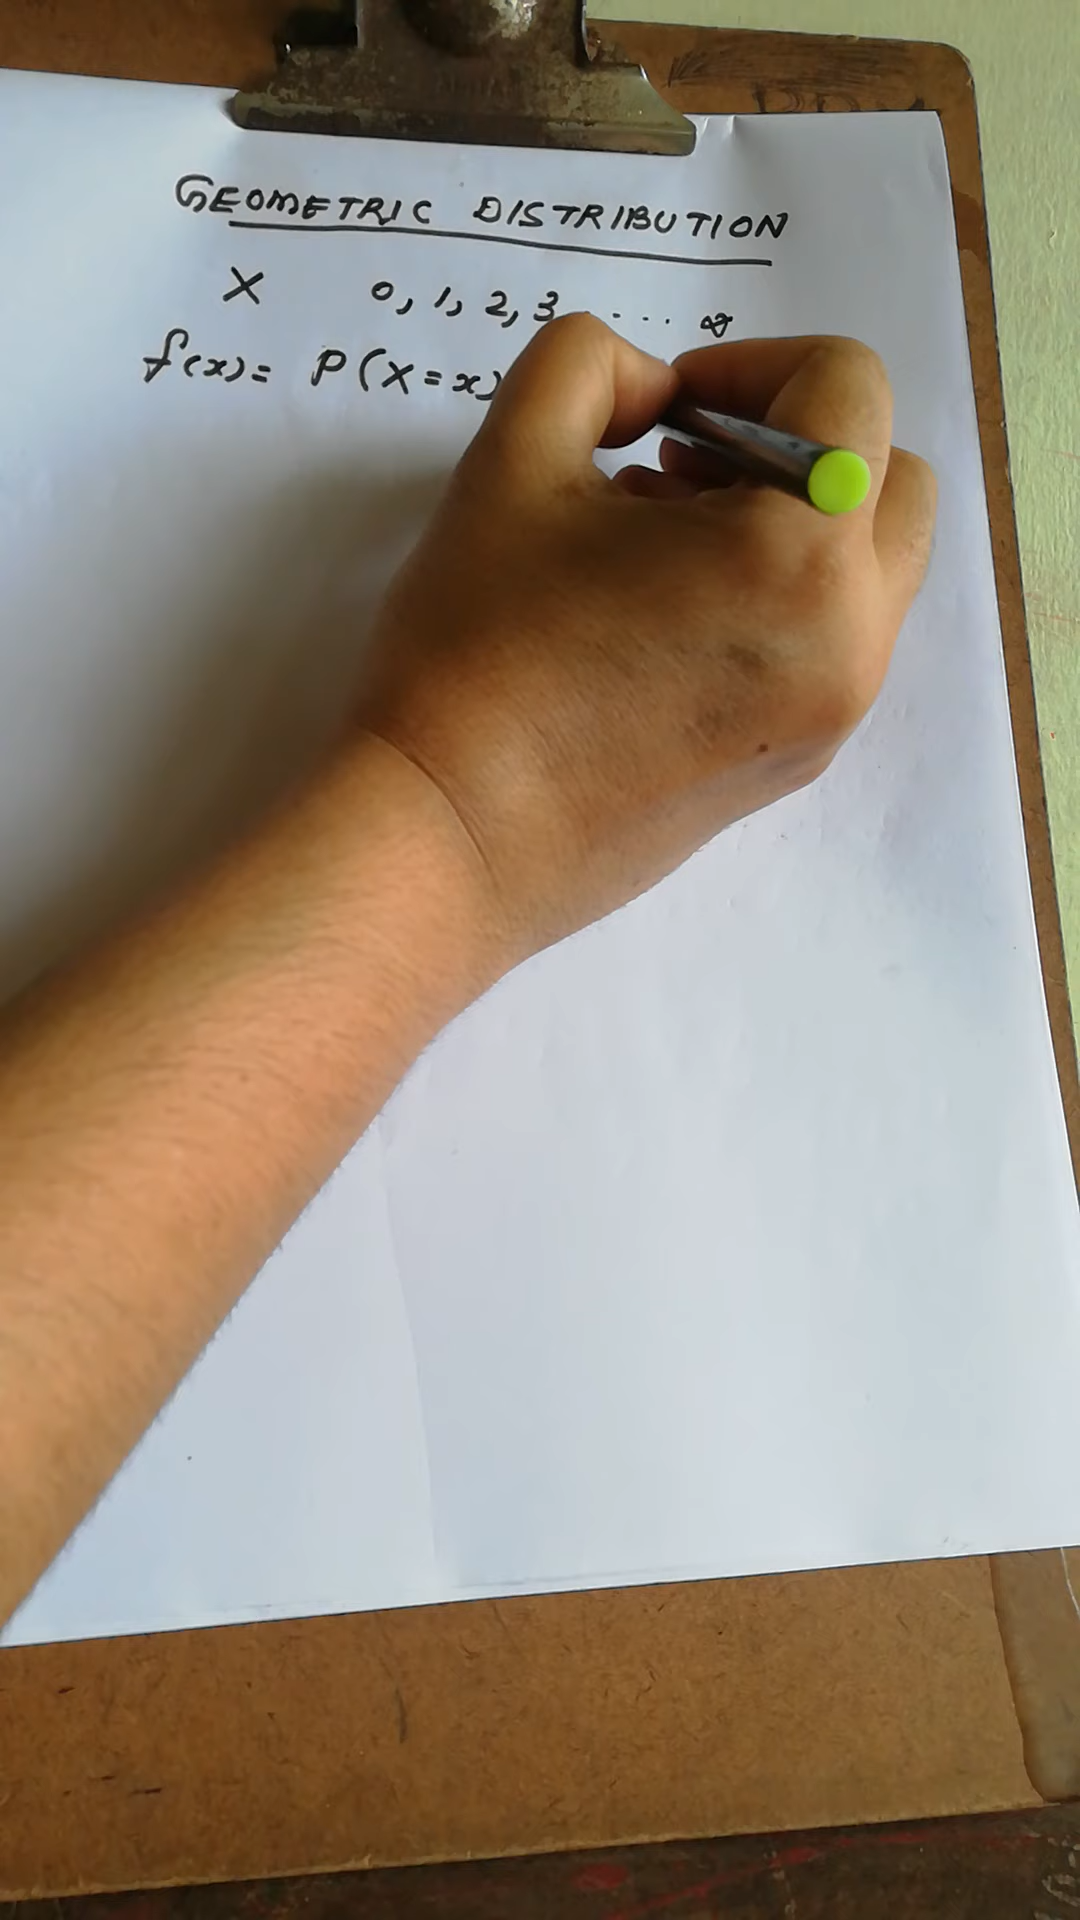 GEOMETRIC DISTRIBUTION
X 0, 1, 2, 3 ..... ∞
f(x) = P(X = x)